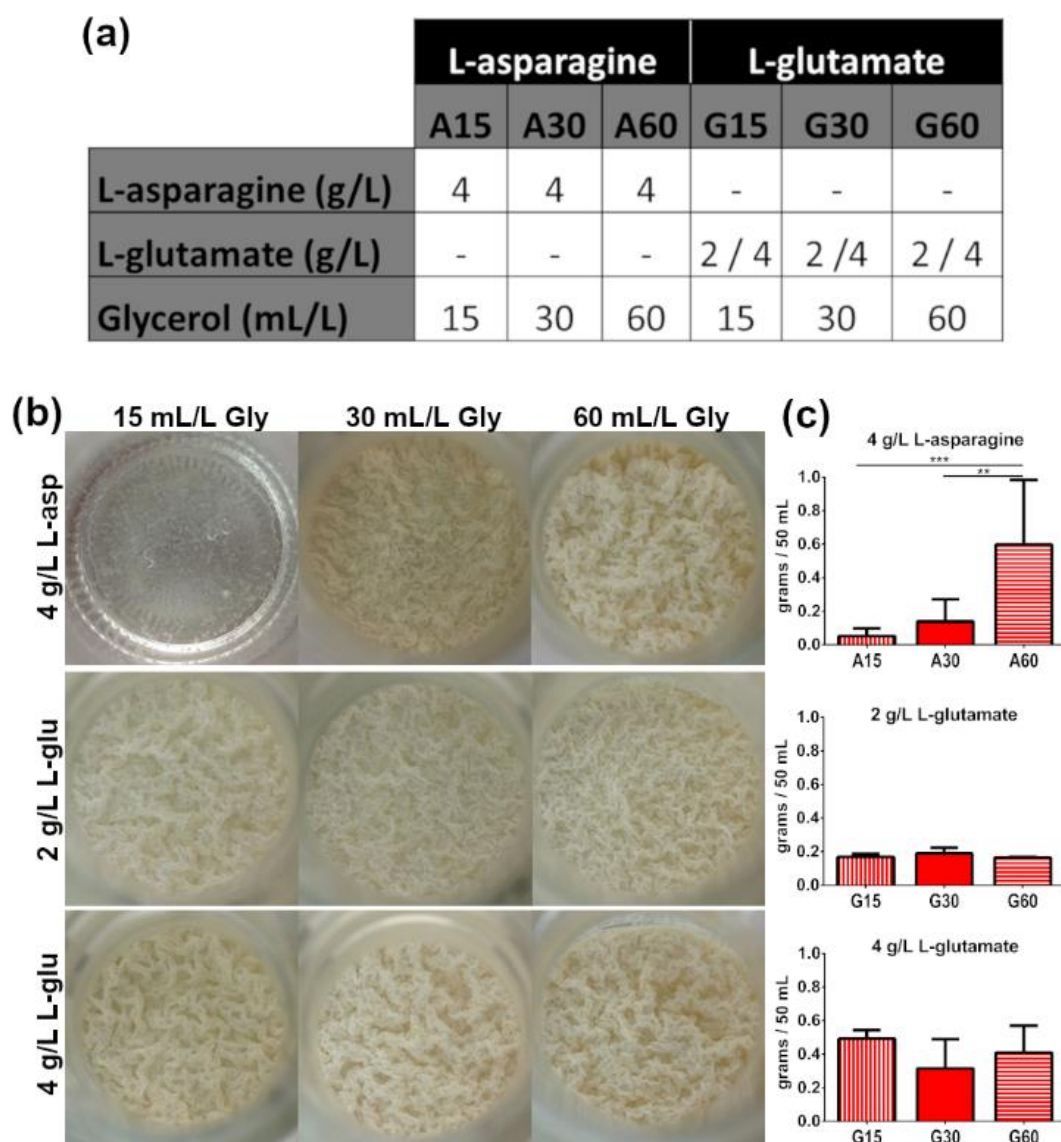 (a)
L-asparagine L-glutamate
A15 A30 A60 G15 G30 G60
L-asparagine (g/L) 4 4 4 - - -
L-glutamate (g/L) - - - 2 / 4 2 /4 2 / 4
Glycerol (mL/L) 15 30 60 15 30 60
(b)
15 mL/L Gly 30 mL/L Gly 60 mL/L Gly
4 g/L L-asp
2 g/L L-glu
4 g/L L-glu
(c)
4 g/L L-asparagine
***
**
grams / 50 mL
1.0
0.8
0.6
0.4
0.2
0.0
A15 A30 A60
2 g/L L-glutamate
grams / 50 mL
1.0
0.8
0.6
0.4
0.2
0.0
G15 G30 G60
4 g/L L-glutamate
grams / 50 mL
1.0
0.8
0.6
0.4
0.2
0.0
G15 G30 G60